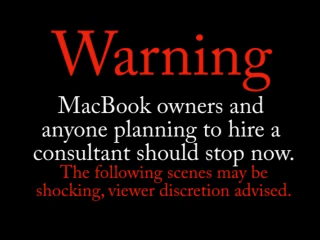 Warning
MacBook owners and
anyone planning to hire a
consultant should stop now.
The following scenes may be
shocking, viewer discretion advised.